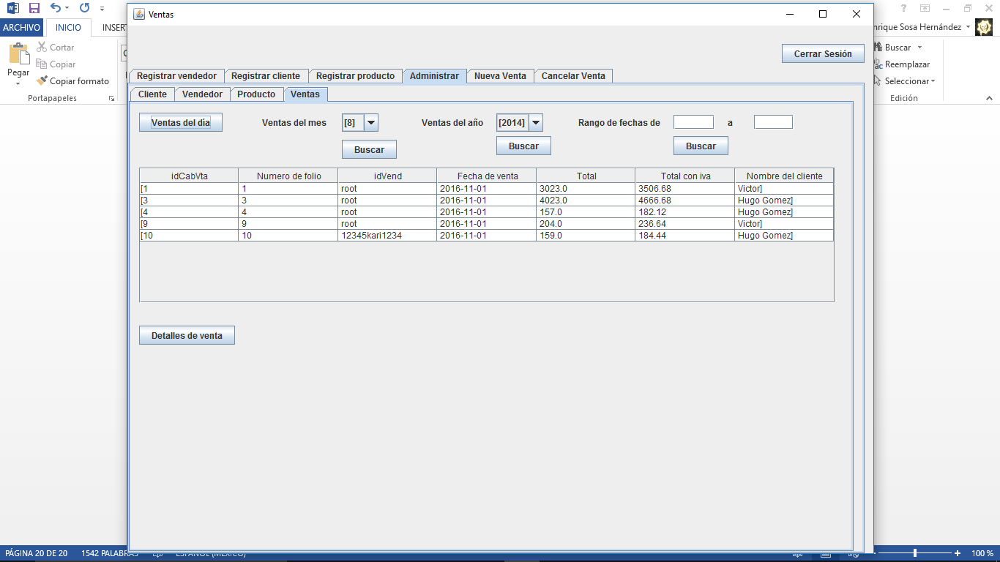 Ventas
?
ARCHIVO INICIO INSERT
nrique Sosa Hernández
Cortar
Copiar
Copiar formato
Pegar
Portapapeles
Buscar
Reemplazar
Seleccionar
Edición
Cerrar Sesión
Registrar vendedor Registrar cliente Registrar producto Administrar Nueva Venta Cancelar Venta
Cliente Vendedor Producto Ventas
Ventas del día Ventas del mes [8] Ventas del año [2014] Rango de fechas de a
Buscar Buscar Buscar
idCabVta Numero de folio idVend Fecha de venta Total Total con iva Nombre del cliente
[1 1 root 2016-11-01 3023.0 3506.68 Victor]
[3 3 root 2016-11-01 4023.0 4666.68 Hugo Gomez]
[4 4 root 2016-11-01 157.0 182.12 Hugo Gomez]
[9 9 root 2016-11-01 204.0 236.64 Victor]
[10 10 12345kari1234 2016-11-01 159.0 184.44 Hugo Gomez]
Detalles de venta
PÁGINA 20 DE 20 1542 PALABRAS ESPAÑOL (MÉXICO) 100 %